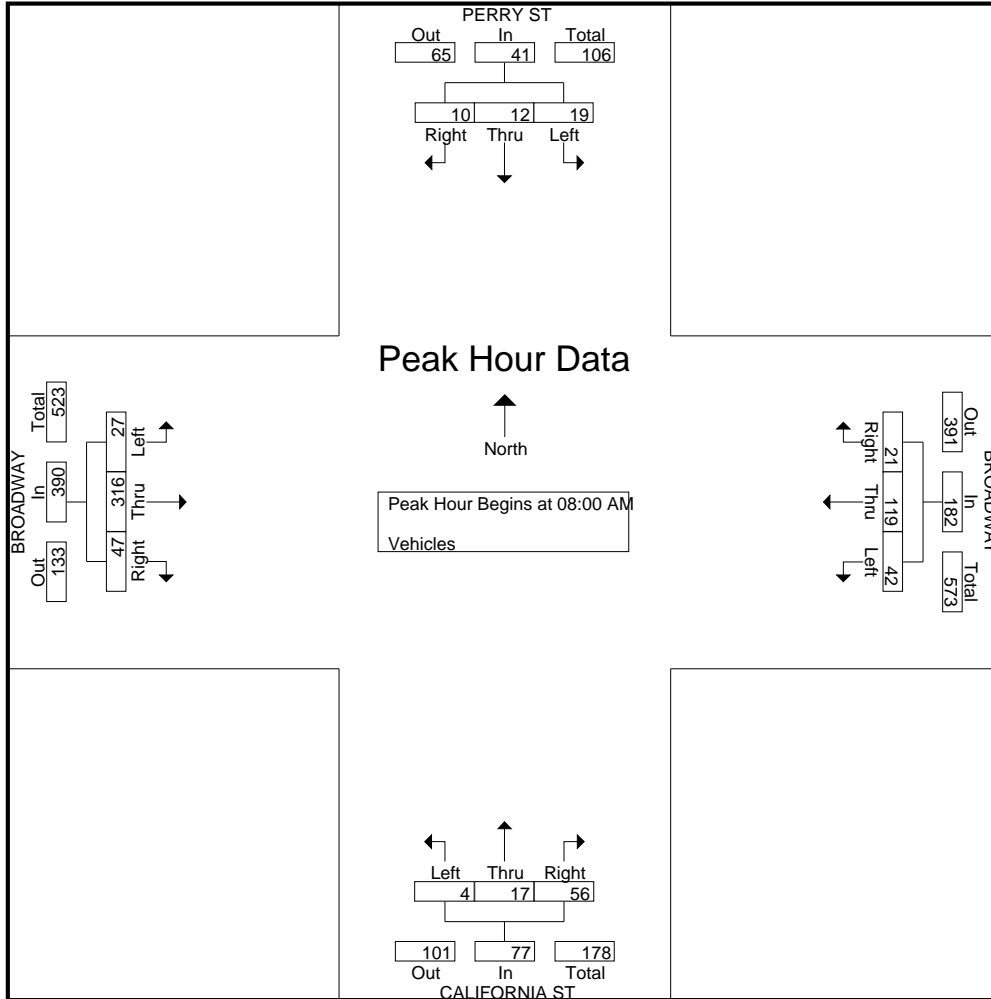 PERRY ST
Out In Total
65 41 106
10 12 19
Right Thru Left
Peak Hour Data
North
Peak Hour Begins at 08:00 AM
Vehicles
BROADWAY
Out In Total
133 390 523
47 316 27
Right Thru Left
BROADWAY
Out In Total
391 182 573
21 119 42
Right Thru Left
Left Thru Right
4 17 56
101 77 178
Out In Total
CALIFORNIA ST